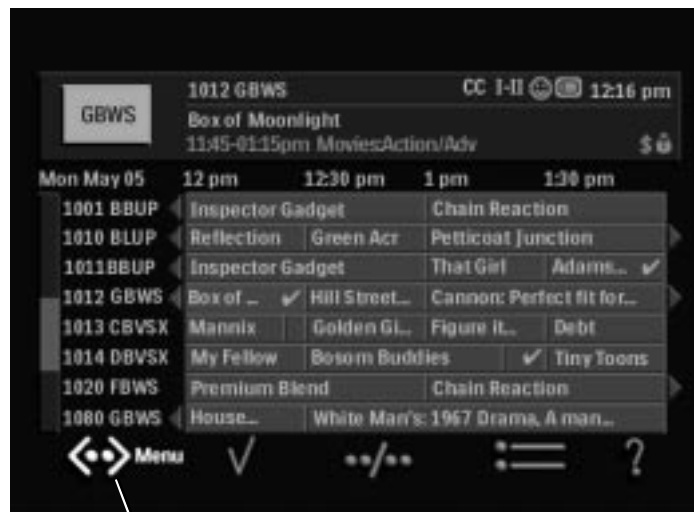 GBWS
1012 GBWS CC I-II 12:16 pm
Box of Moonlight
11:45-01:15pm Movies:Action/Adv $
Mon May 05 12 pm 12:30 pm 1 pm 1:30 pm
1001 BBUP Inspector Gadget Chain Reaction
1010 BLUP Reflection Green Acr Petticoat Junction
1011BBUP Inspector Gadget That Girl Adams... ✔
1012 GBWS Box of ... ✔ Hill Street... Cannon: Perfect fit for...
1013 CBVSX Mannix Golden Gi... Figure it... Debt
1014 DBVSX My Fellow Bosom Buddies ✔ Tiny Toons
1020 FBWS Premium Blend Chain Reaction
1080 GBWS House... White Man's: 1967 Drama, A man...
<••> Menu √ ••/•• : ?